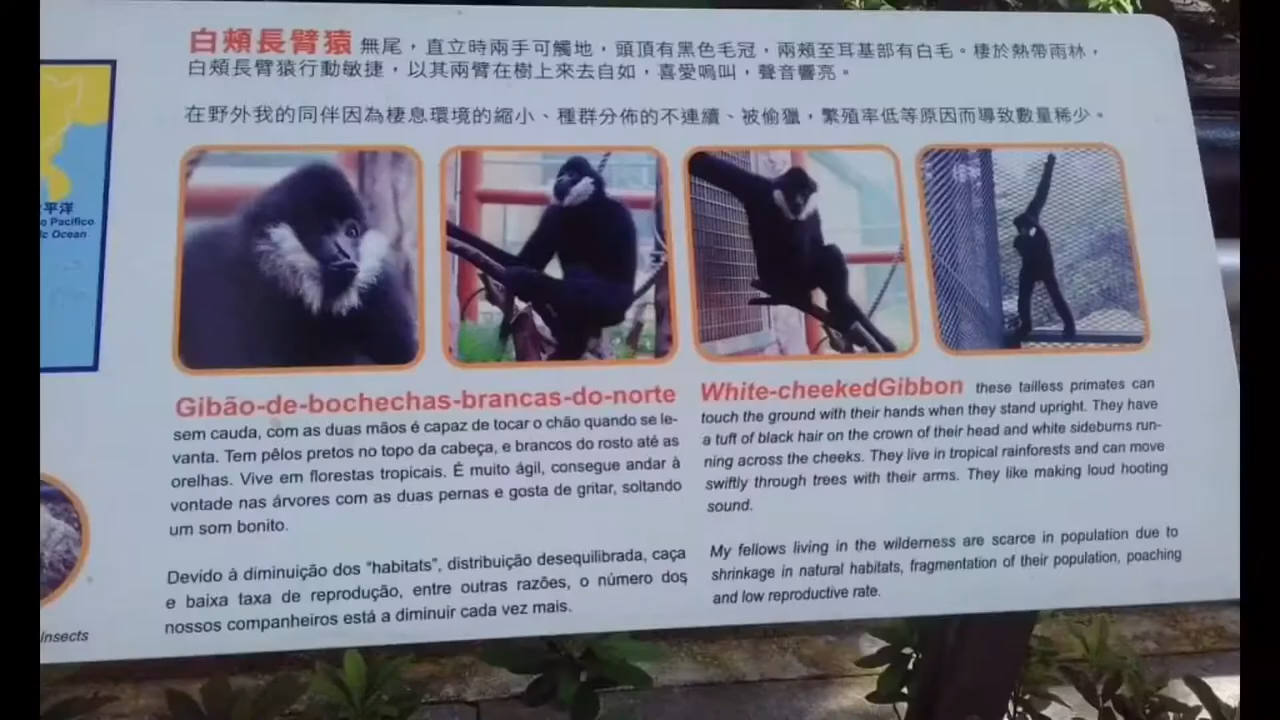 白頰長臂猿 無尾，直立時兩手可觸地，頭頂有黑色毛冠，兩頰至耳基部有白毛。棲於熱帶雨林，
白頰長臂猿行動敏捷，以其兩臂在樹上來去自如，喜愛鳴叫，聲音響亮。
在野外我的同伴因為棲息環境的縮小、種群分佈的不連續、被偷獵，繁殖率低等原因而導致數量稀少。
平洋
Pacífico
Ocean
Gibão-de-bochechas-brancas-do-norte
sem cauda, com as duas mãos é capaz de tocar o chão quando se le-
vanta. Tem pêlos pretos no topo da cabeça, e brancos do rosto até as
orelhas. Vive em florestas tropicais. É muito ágil, consegue andar à
vontade nas árvores com as duas pernas e gosta de gritar, soltando
um som bonito.
Devido à diminuição dos "habitats", distribuição desequilibrada, caça
e baixa taxa de reprodução, entre outras razões, o número dos
nossos companheiros está a diminuir cada vez mais.
White-cheekedGibbon these tailless primates can
touch the ground with their hands when they stand upright. They have
a tuft of black hair on the crown of their head and white sideburns run-
ning across the cheeks. They live in tropical rainforests and can move
swiftly through trees with their arms. They like making loud hooting
sound.
My fellows living in the wilderness are scarce in population due to
shrinkage in natural habitats, fragmentation of their population, poaching
and low reproductive rate.
insects